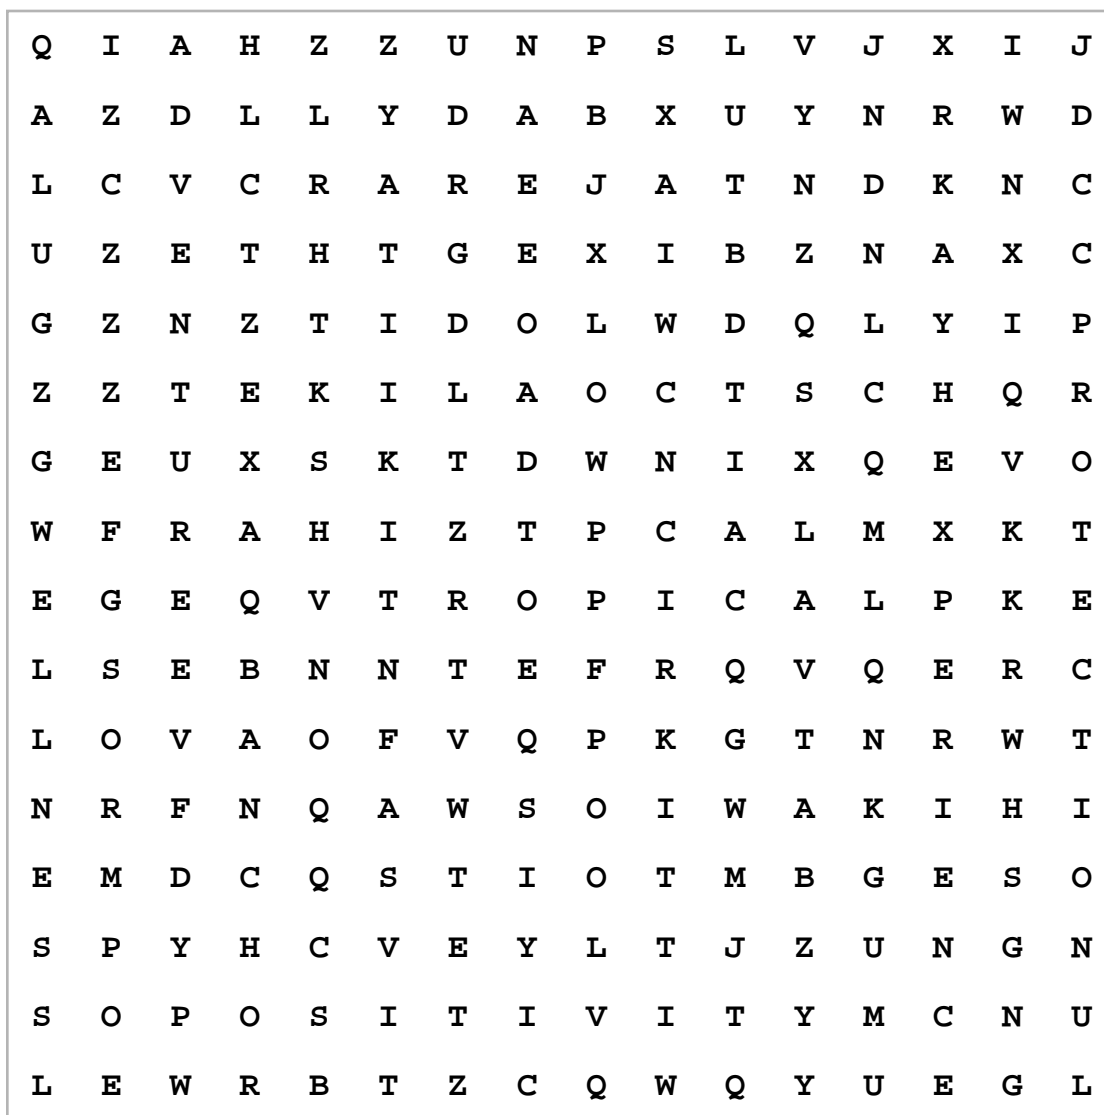 Q I A H Z Z U N P S L V J X I J
A Z D L L Y D A B X U Y N R W D
L C V C R A R E J A T N D K N C
U Z E T H T G E X I B Z N A X C
G Z N Z T I D O L W D Q L Y I P
Z Z T E K I L A O C T S C H Q R
G E U X S K T D W N I X Q E V O
W F R A H I Z T P C A L M X K T
E G E Q V T R O P I C A L P K E
L S E B N N T E F R Q V Q E R C
L O V A O F V Q P K G T N R W T
N R F N Q A W S O I W A K I H I
E M D C Q S T I O T M B G E S O
S P Y H C V E Y L T J Z U N G N
S O P O S I T I V I T Y M C N U
L E W R B T Z C Q W Q Y U E G L